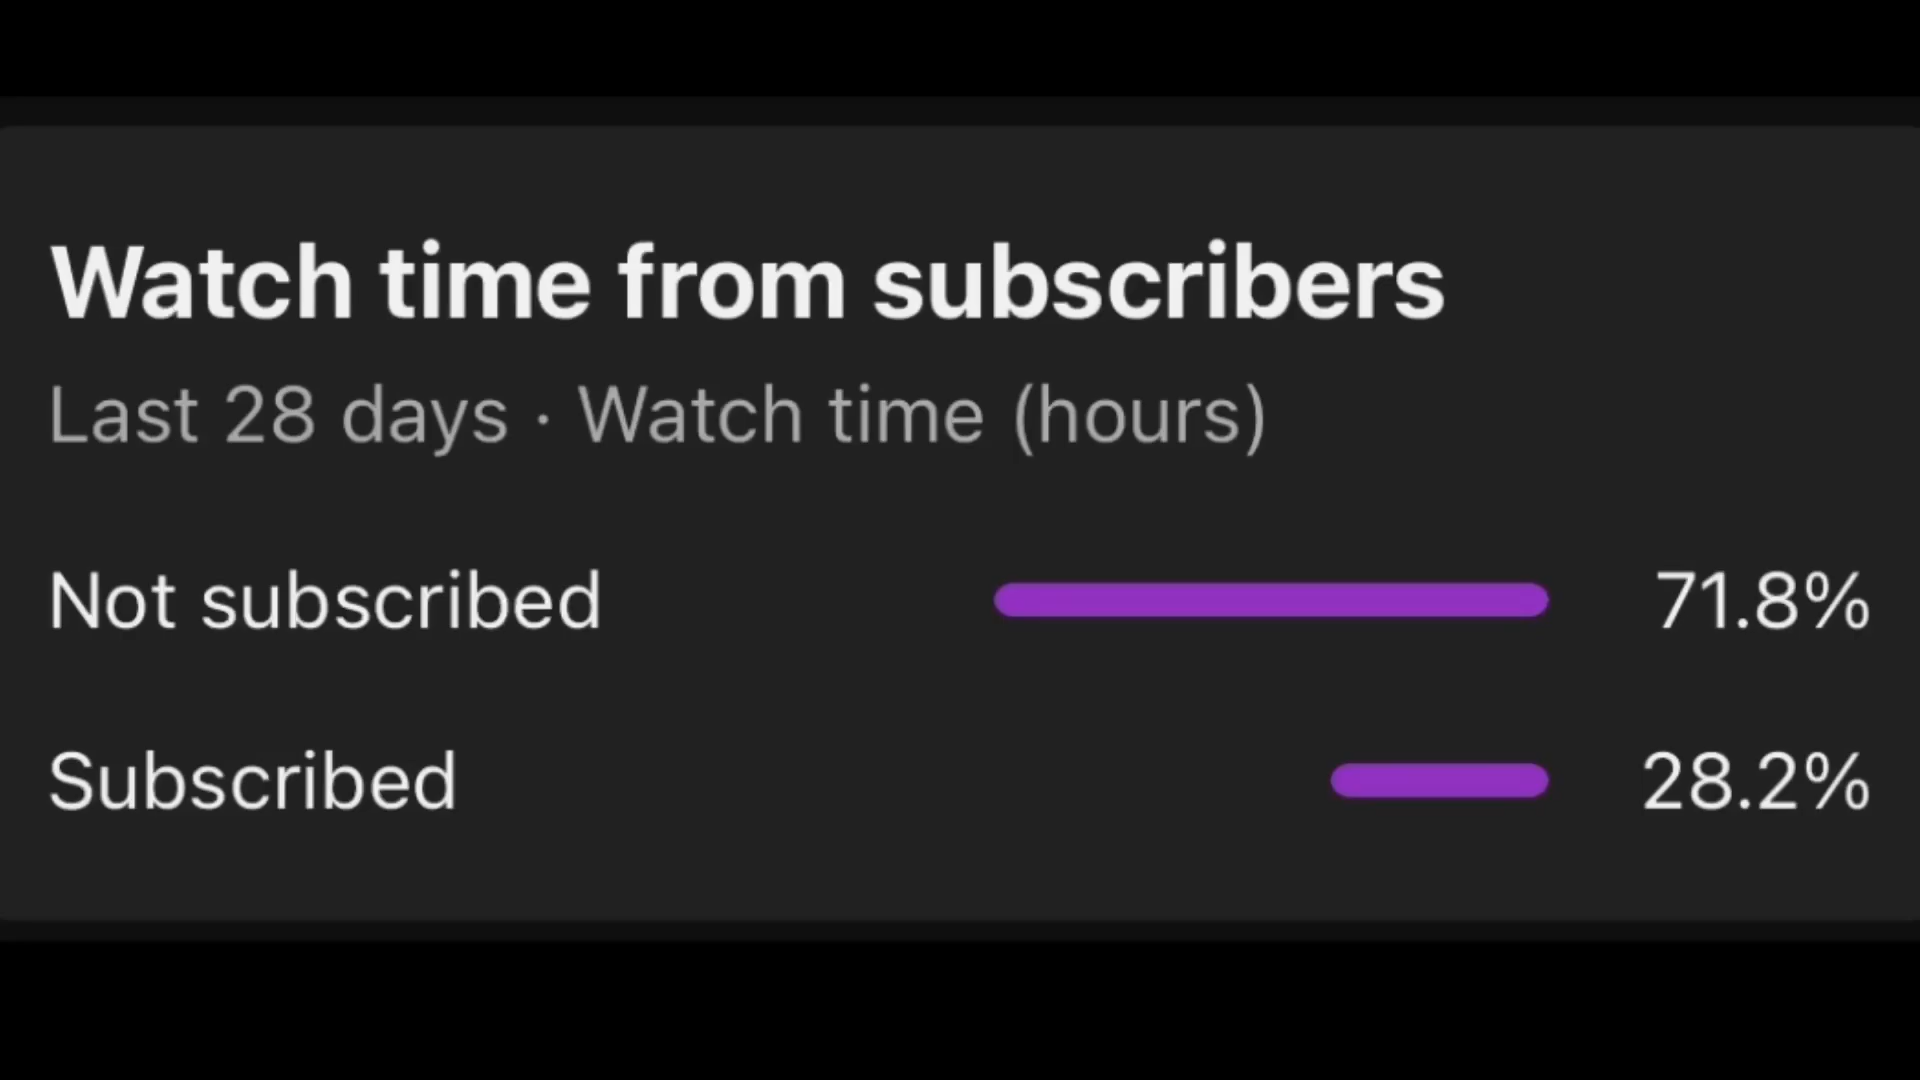 Watch time from subscribers
Last 28 days · Watch time (hours)
Not subscribed 71.8%
Subscribed 28.2%